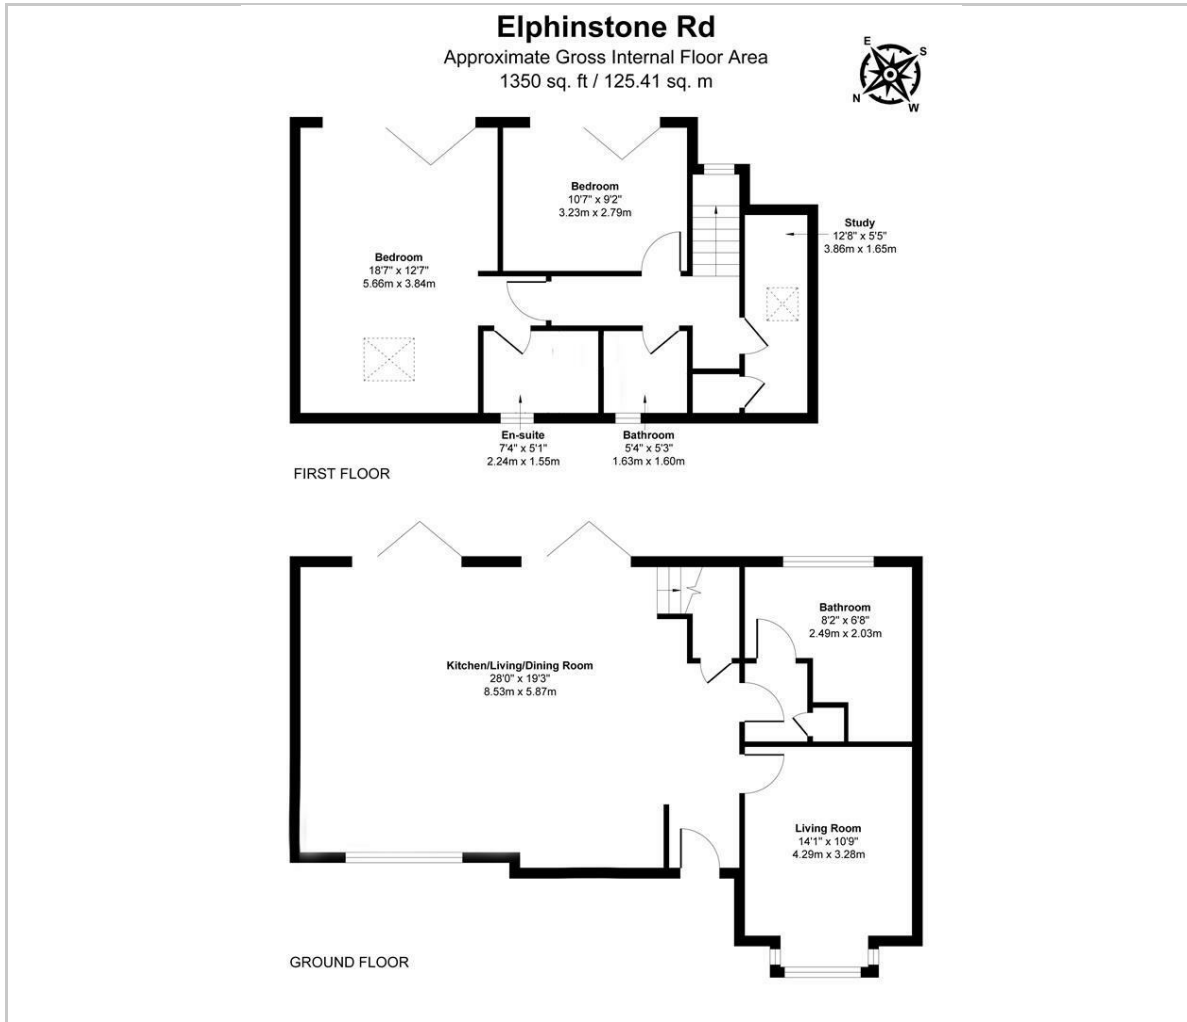 Elphinstone Rd
Approximate Gross Internal Floor Area
1350 sq. ft / 125.41 sq. m
E
S
N
W
Bedroom
10'7" x 9'2"
3.23m x 2.79m
Study
12'8" x 5'5"
3.86m x 1.65m
Bedroom
18'7" x 12'7"
5.66m x 3.84m
En-suite
7'4" x 5'1"
2.24m x 1.55m
Bathroom
5'4" x 5'3"
1.63m x 1.60m
FIRST FLOOR
Bathroom
8'2" x 6'8"
2.49m x 2.03m
Kitchen/Living/Dining Room
28'0" x 19'3"
8.53m x 5.87m
Living Room
14'1" x 10'9"
4.29m x 3.28m
GROUND FLOOR